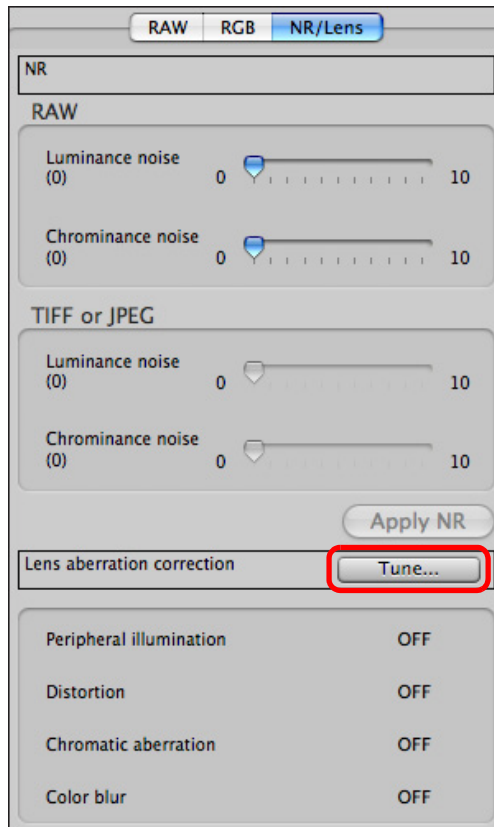 RAW RGB NR/Lens
NR
RAW
Luminance noise
(0) 0 10
Chrominance noise
(0) 0 10
TIFF or JPEG
Luminance noise
(0) 0 10
Chrominance noise
(0) 0 10
Apply NR
Lens aberration correction Tune...
Peripheral illumination OFF
Distortion OFF
Chromatic aberration OFF
Color blur OFF